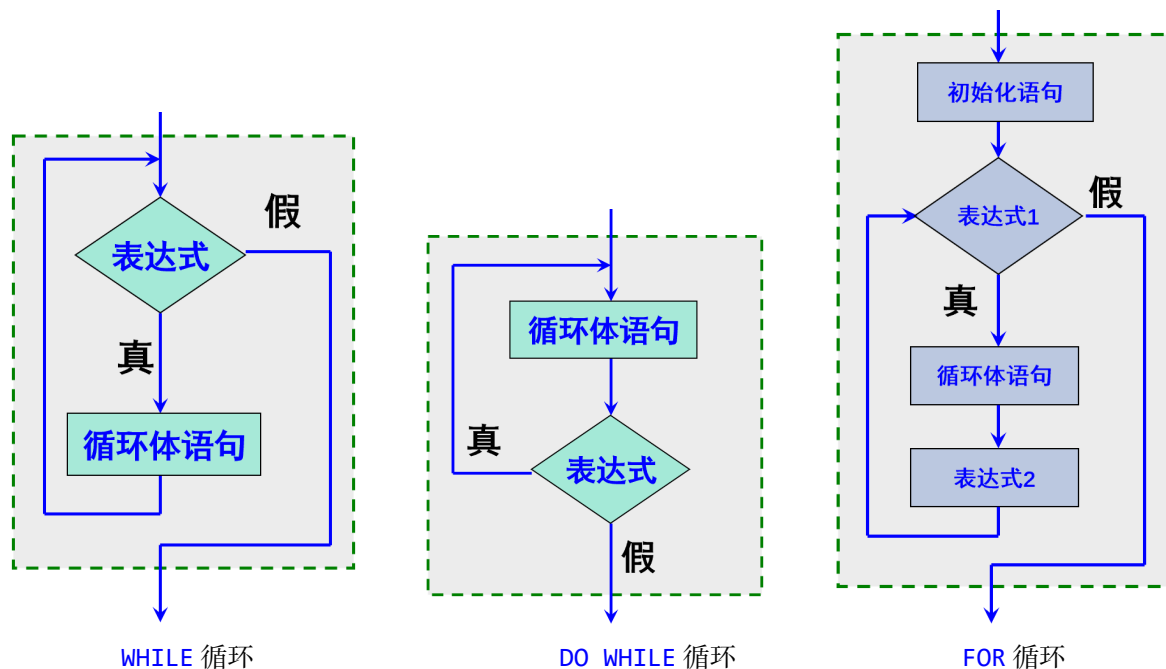 表达式
假
真
循环体语句
WHILE 循环
循环体语句
真
表达式
假
DO WHILE 循环
初始化语句
表达式1
假
真
循环体语句
表达式2
FOR 循环